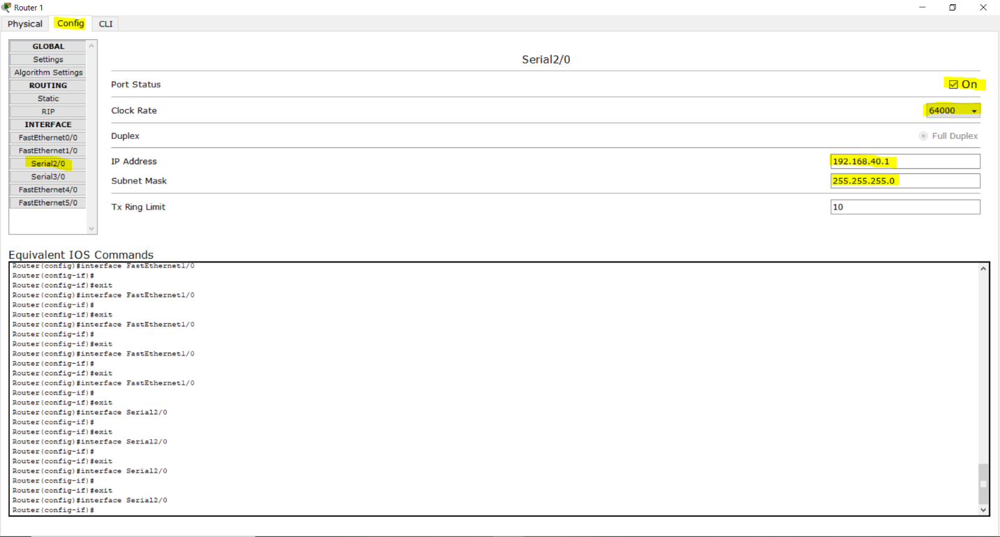 Router 1
Physical Config CLI
GLOBAL
Settings
Algorithm Settings
ROUTING
Static
RIP
INTERFACE
FastEthernet0/0
FastEthernet1/0
Serial2/0
Serial3/0
FastEthernet4/0
FastEthernet5/0
Serial2/0
Port Status On
Clock Rate 64000
Duplex Full Duplex
IP Address 192.168.40.1
Subnet Mask 255.255.255.0
Tx Ring Limit 10
Equivalent IOS Commands
Router(config)#interface FastEthernet1/0
Router(config-if)#
Router(config-if)#exit
Router(config)#interface FastEthernet1/0
Router(config-if)#
Router(config-if)#exit
Router(config)#interface FastEthernet1/0
Router(config-if)#
Router(config-if)#exit
Router(config)#interface FastEthernet1/0
Router(config-if)#
Router(config-if)#exit
Router(config)#interface FastEthernet1/0
Router(config-if)#
Router(config-if)#exit
Router(config)#interface Serial2/0
Router(config-if)#
Router(config-if)#exit
Router(config)#interface Serial2/0
Router(config-if)#
Router(config-if)#exit
Router(config)#interface Serial2/0
Router(config-if)#
Router(config-if)#exit
Router(config)#interface Serial2/0
Router(config-if)#